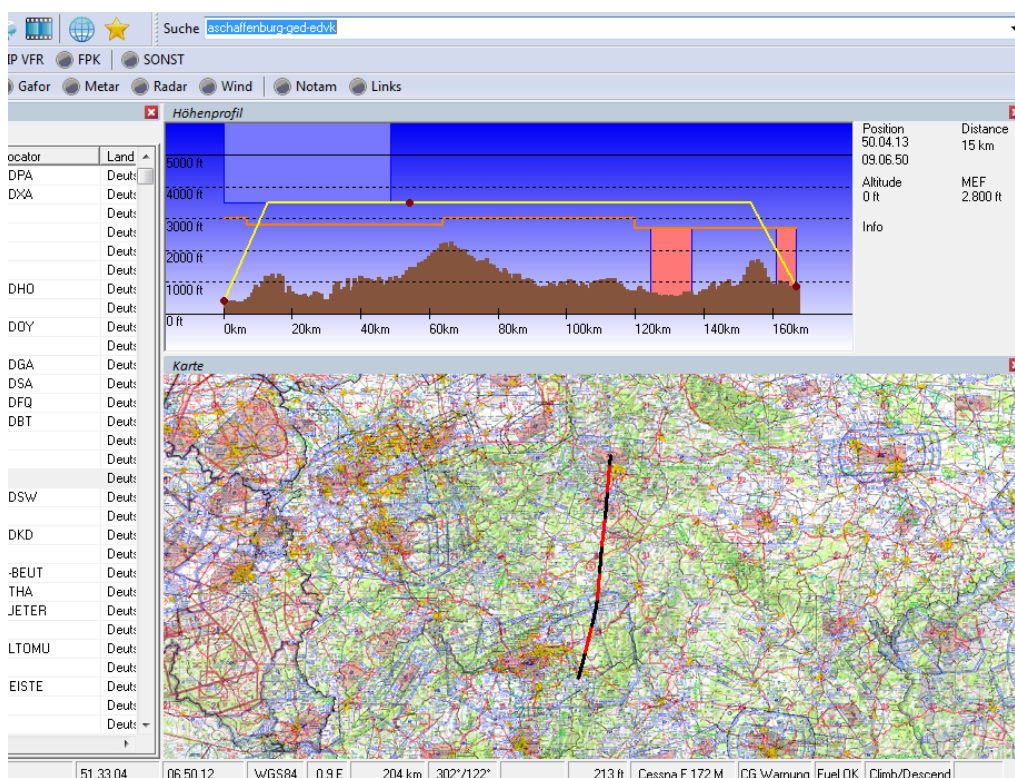 Suche aschaffenburg-ged-edvk
IP VFR FPK SONST
Gafor Metar Radar Wind Notam Links
Höhenprofil
ocator Land
DPA Deuts
DXA Deuts
Deuts
Deuts
Deuts
Deuts
DHO Deuts
Deuts
DOY Deuts
Deuts
DGA Deuts
DSA Deuts
DFQ Deuts
DBT Deuts
Deuts
Deuts
Deuts
DSW Deuts
Deuts
DKD Deuts
Deuts
-BEUT Deuts
THA Deuts
JETER Deuts
Deuts
LTOMU Deuts
Deuts
EISTE Deuts
Deuts
Deuts
5000 ft
4000 ft
3000 ft
2000 ft
1000 ft
0 ft
0km 20km 40km 60km 80km 100km 120km 140km 160km
Position Distance
50.04.13 15 km
09.06.50
Altitude MEF
0 ft 2.800 ft
Info
Karte
51.33.04 06.50.12 WGS84 0.9 E 204 km 302°/122° 213 ft Cessna F 172 M CG Warnung Fuel OK Climb/Descend